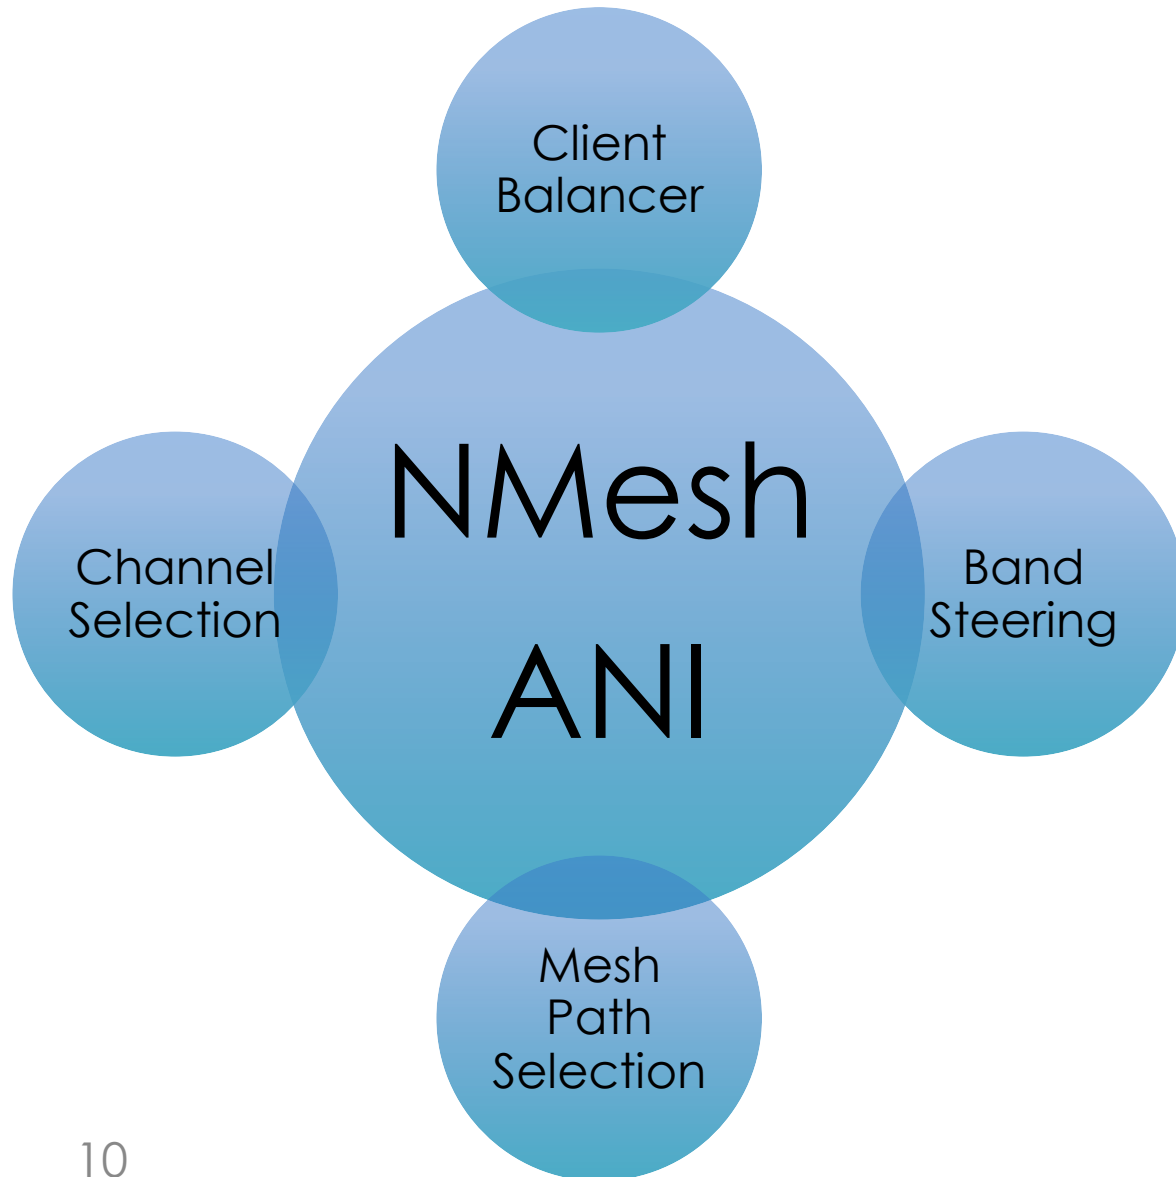 Client
Balancer
NMesh
ANI
Channel
Selection
Band
Steering
Mesh
Path
Selection
10